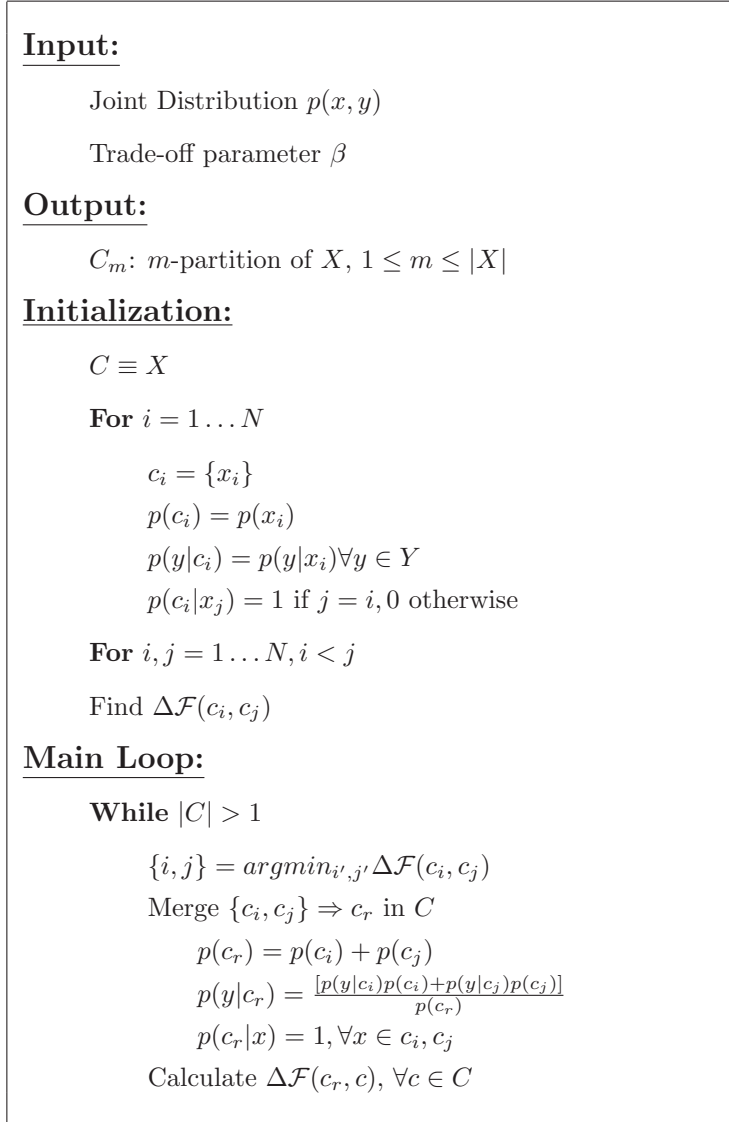 Input:
Joint Distribution p(x, y)
Trade-off parameter β
Output:
C_m: m-partition of X, 1 ≤ m ≤ |X|
Initialization:
C ≡ X
For i = 1 … N
c_i = {x_i}
p(c_i) = p(x_i)
p(y|c_i) = p(y|x_i)∀y ∈ Y
p(c_i|x_j) = 1 if j = i, 0 otherwise
For i, j = 1 … N, i < j
Find Δℱ(c_i, c_j)
Main Loop:
While |C| > 1
{i, j} = argmin_{i′,j′} Δℱ(c_i, c_j)
Merge {c_i, c_j} ⇒ c_r in C
p(c_r) = p(c_i) + p(c_j)
p(y|c_r) = [p(y|c_i)p(c_i)+p(y|c_j)p(c_j)] / p(c_r)
p(c_r|x) = 1, ∀x ∈ c_i, c_j
Calculate Δℱ(c_r, c), ∀c ∈ C